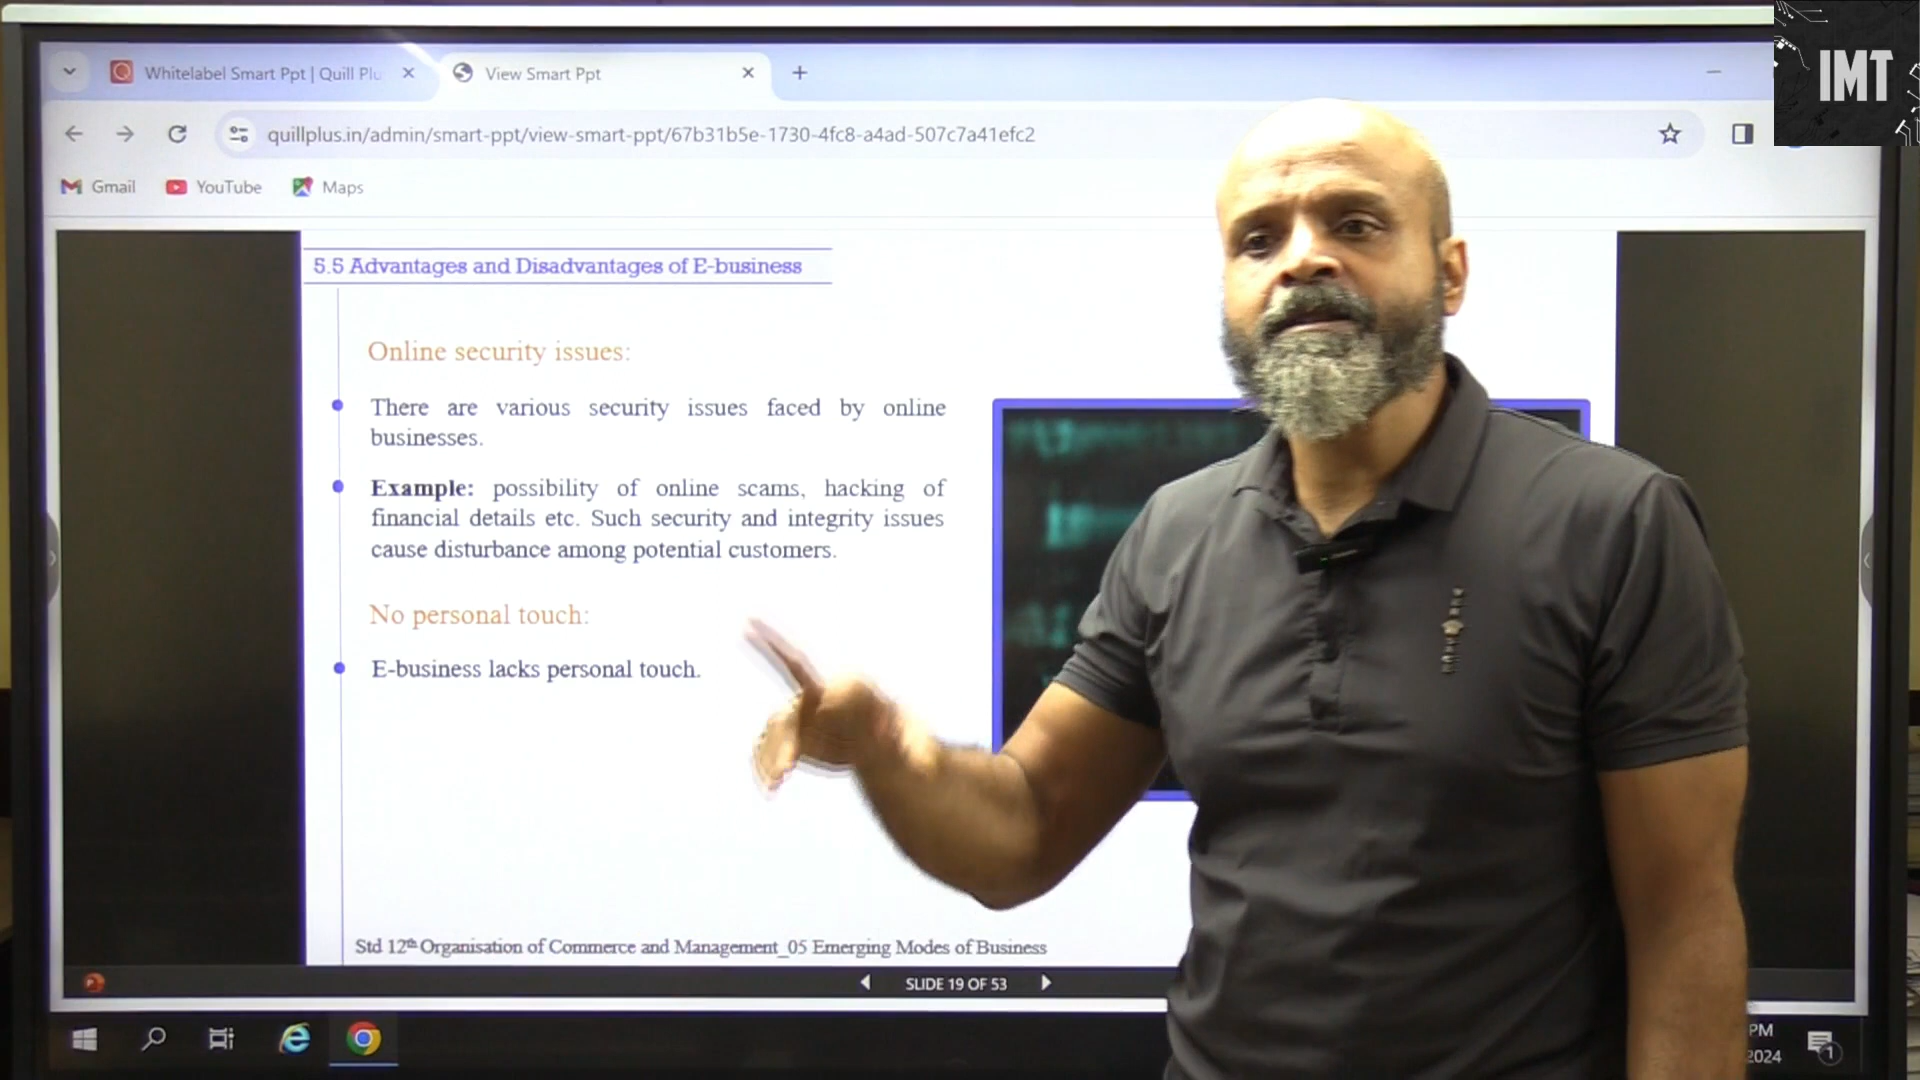 IMT
Whitelabel Smart Ppt | Quill Plu
View Smart Ppt
quillplus.in/admin/smart-ppt/view-smart-ppt/67b31b5e-1730-4fc8-a4ad-507c7a41efc2
Gmail
YouTube
Maps
5.5 Advantages and Disadvantages of E-business
Online security issues:
There are various security issues faced by online
businesses.
Example: possibility of online scams, hacking of
financial details etc. Such security and integrity issues
cause disturbance among potential customers.
No personal touch:
E-business lacks personal touch.
Std 12th Organisation of Commerce and Management_05 Emerging Modes of Business
SLIDE 19 OF 53
PM
2024
1